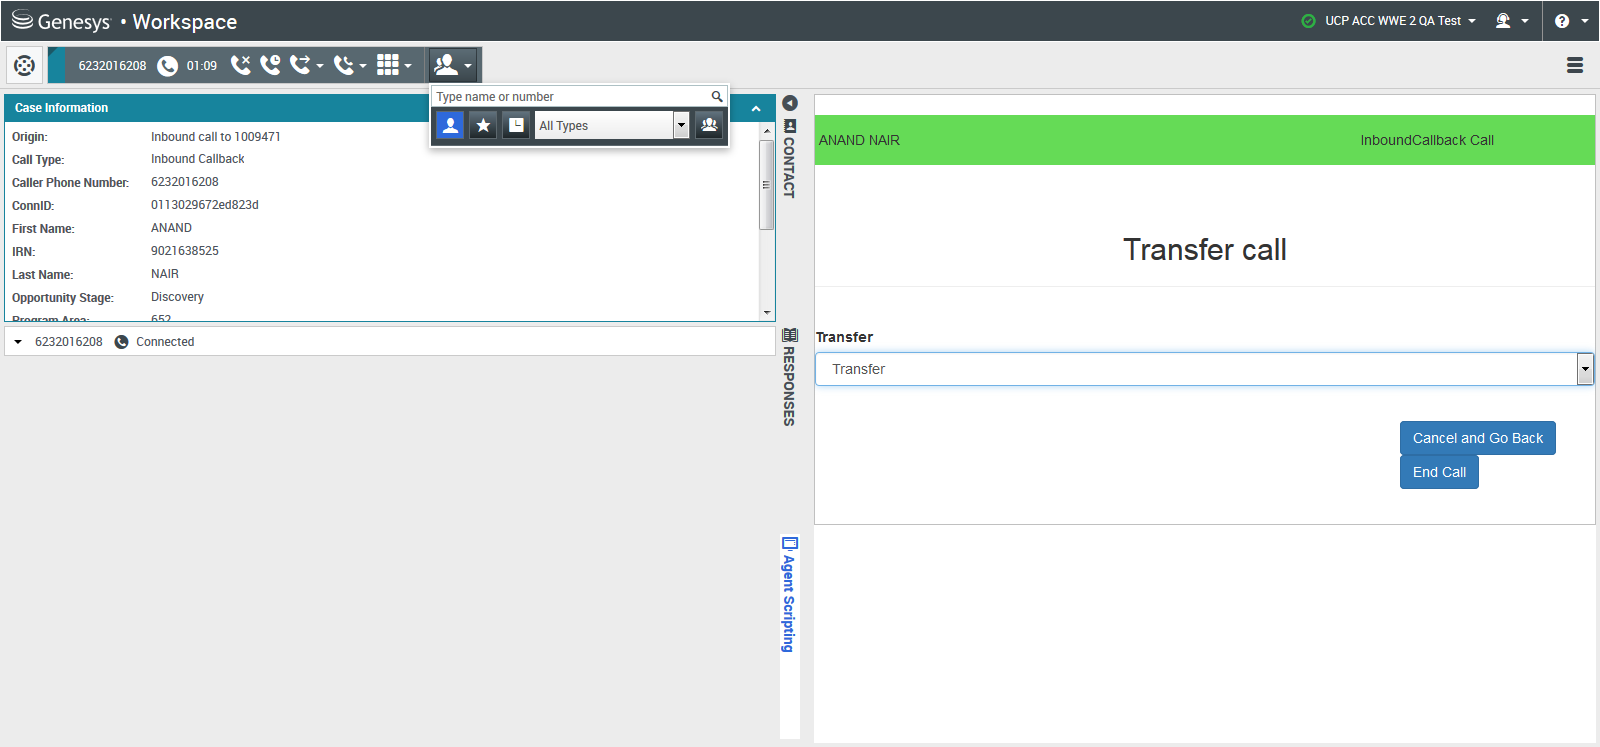 Genesys • Workspace
UCP ACC WWE 2 QA Test
6232016208 01:09
Type name or number
All Types
Case Information
Origin: Inbound call to 1009471
Call Type: Inbound Callback
Caller Phone Number: 6232016208
ConnID: 0113029672ed823d
First Name: ANAND
IRN: 9021638525
Last Name: NAIR
Opportunity Stage: Discovery
Program Area: 652
6232016208 Connected
CONTACT
RESPONSES
Agent Scripting
ANAND NAIR InboundCallback Call
Transfer call
Transfer
Transfer
Cancel and Go Back
End Call